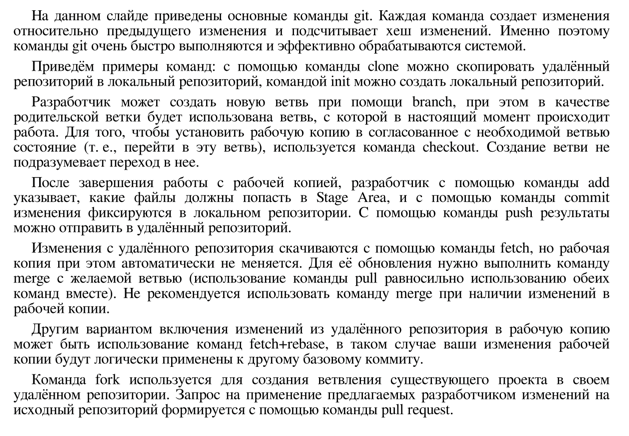 На данном слайде приведены основные команды git. Каждая команда создает изменения
относительно предыдущего изменения и подсчитывает хеш изменений. Именно поэтому
команды git очень быстро выполняются и эффективно обрабатываются системой.
Приведём примеры команд: с помощью команды clone можно скопировать удалённый
репозиторий в локальный репозиторий, командой init можно создать локальный репозиторий.
Разработчик может создать новую ветвь при помощи branch, при этом в качестве
родительской ветки будет использована ветвь, с которой в настоящий момент происходит
работа. Для того, чтобы установить рабочую копию в согласованное с необходимой ветвью
состояние (т. е., перейти в эту ветвь), используется команда checkout. Создание ветви не
подразумевает переход в нее.
После завершения работы с рабочей копией, разработчик с помощью команды add
указывает, какие файлы должны попасть в Stage Area, и с помощью команды commit
изменения фиксируются в локальном репозитории. С помощью команды push результаты
можно отправить в удалённый репозиторий.
Изменения с удалённого репозитория скачиваются с помощью команды fetch, но рабочая
копия при этом автоматически не меняется. Для её обновления нужно выполнить команду
merge с желаемой ветвью (использование команды pull равносильно использованию обеих
команд вместе). Не рекомендуется использовать команду merge при наличии изменений в
рабочей копии.
Другим вариантом включения изменений из удалённого репозитория в рабочую копию
может быть использование команд fetch+rebase, в таком случае ваши изменения рабочей
копии будут логически применены к другому базовому коммиту.
Команда fork используется для создания ветвления существующего проекта в своем
удалённом репозитории. Запрос на применение предлагаемых разработчиком изменений на
исходный репозиторий формируется с помощью команды pull request.